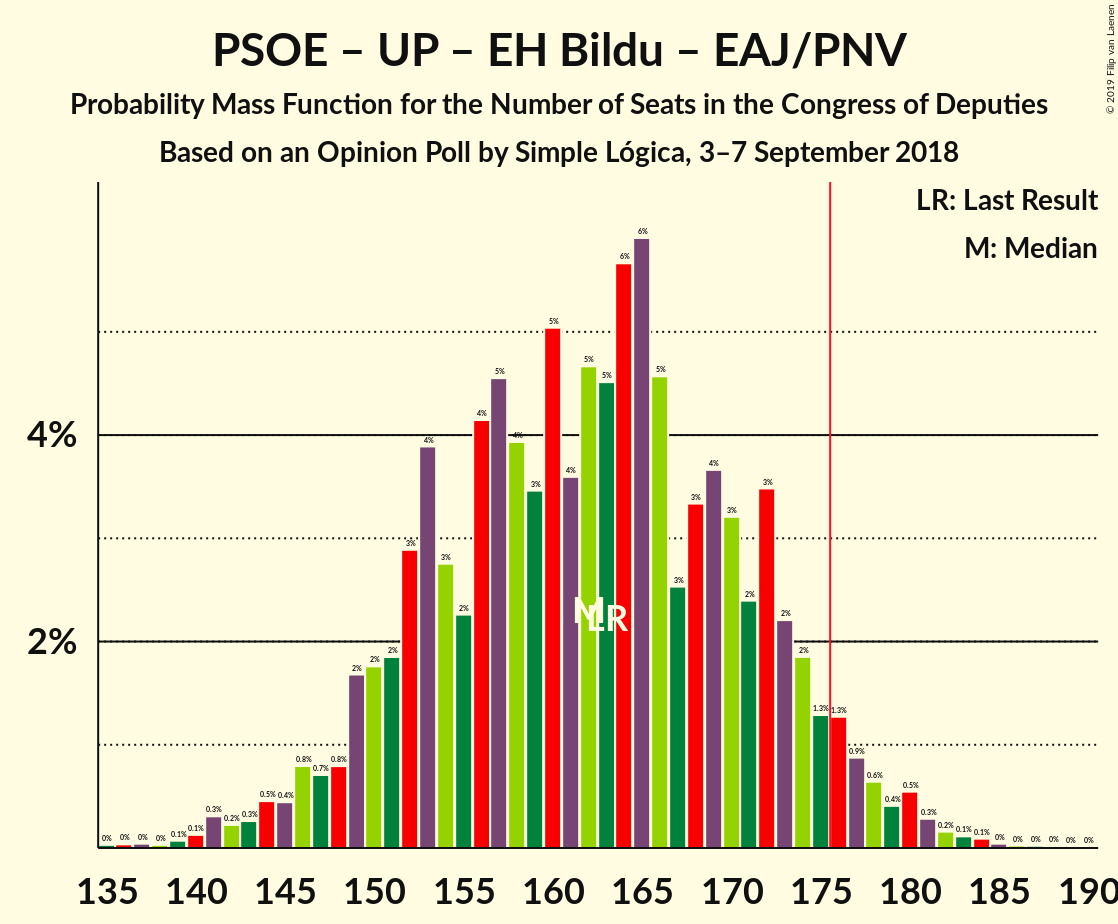 PSOE – UP – EH Bildu – EAJ/PNV
Probability Mass Function for the Number of Seats in the Congress of Deputies
Based on an Opinion Poll by Simple Lógica, 3–7 September 2018
© 2019 Filip van Laenen
LR: Last Result
M: Median
4%
2%
0% 0% 0% 0% 0.1% 0.1% 0.3% 0.2% 0.3% 0.5% 0.4% 0.8% 0.7% 0.8% 2% 2% 2% 3% 4% 3% 2% 4% 5% 4% 3% 5% 4% 5% 5% 6% 6% 5% 3% 3% 4% 3% 2% 3% 2% 2% 1.3% 1.3% 0.9% 0.6% 0.4% 0.5% 0.3% 0.2% 0.1% 0.1% 0% 0% 0% 0% 0% 0%
M
LR
135 140 145 150 155 160 165 170 175 180 185 190